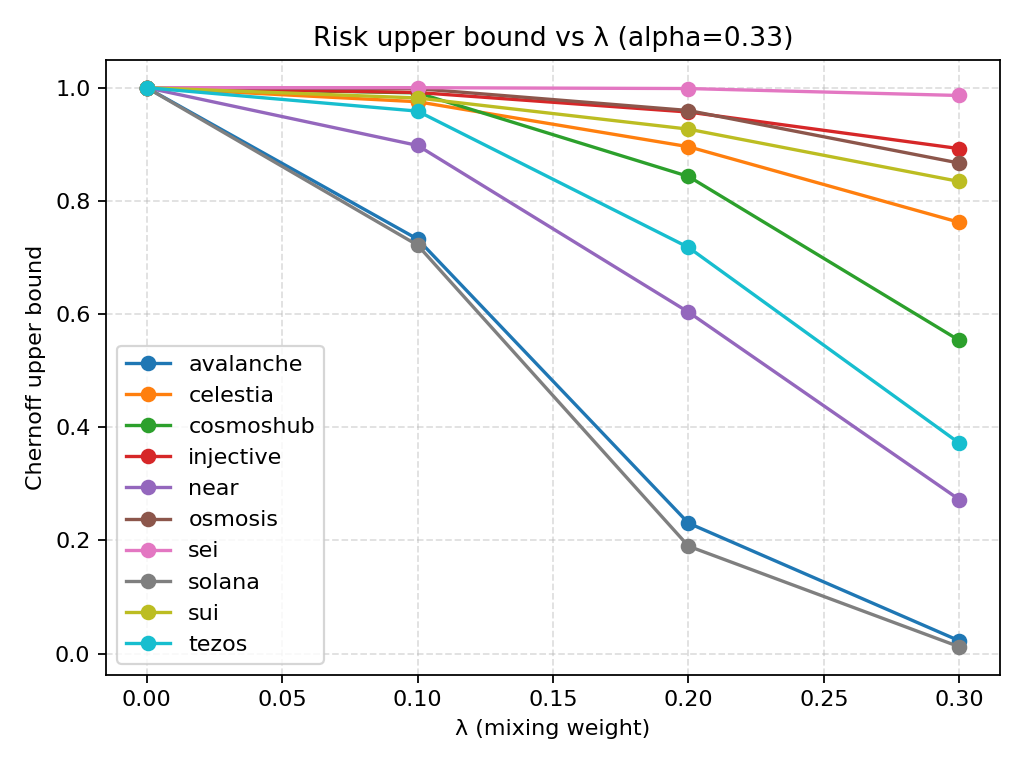 Risk upper bound vs λ (alpha=0.33)
Chernoff upper bound
1.0
0.8
0.6
0.4
0.2
0.0
avalanche
celestia
cosmoshub
injective
near
osmosis
sei
solana
sui
tezos
0.00 0.05 0.10 0.15 0.20 0.25 0.30
λ (mixing weight)